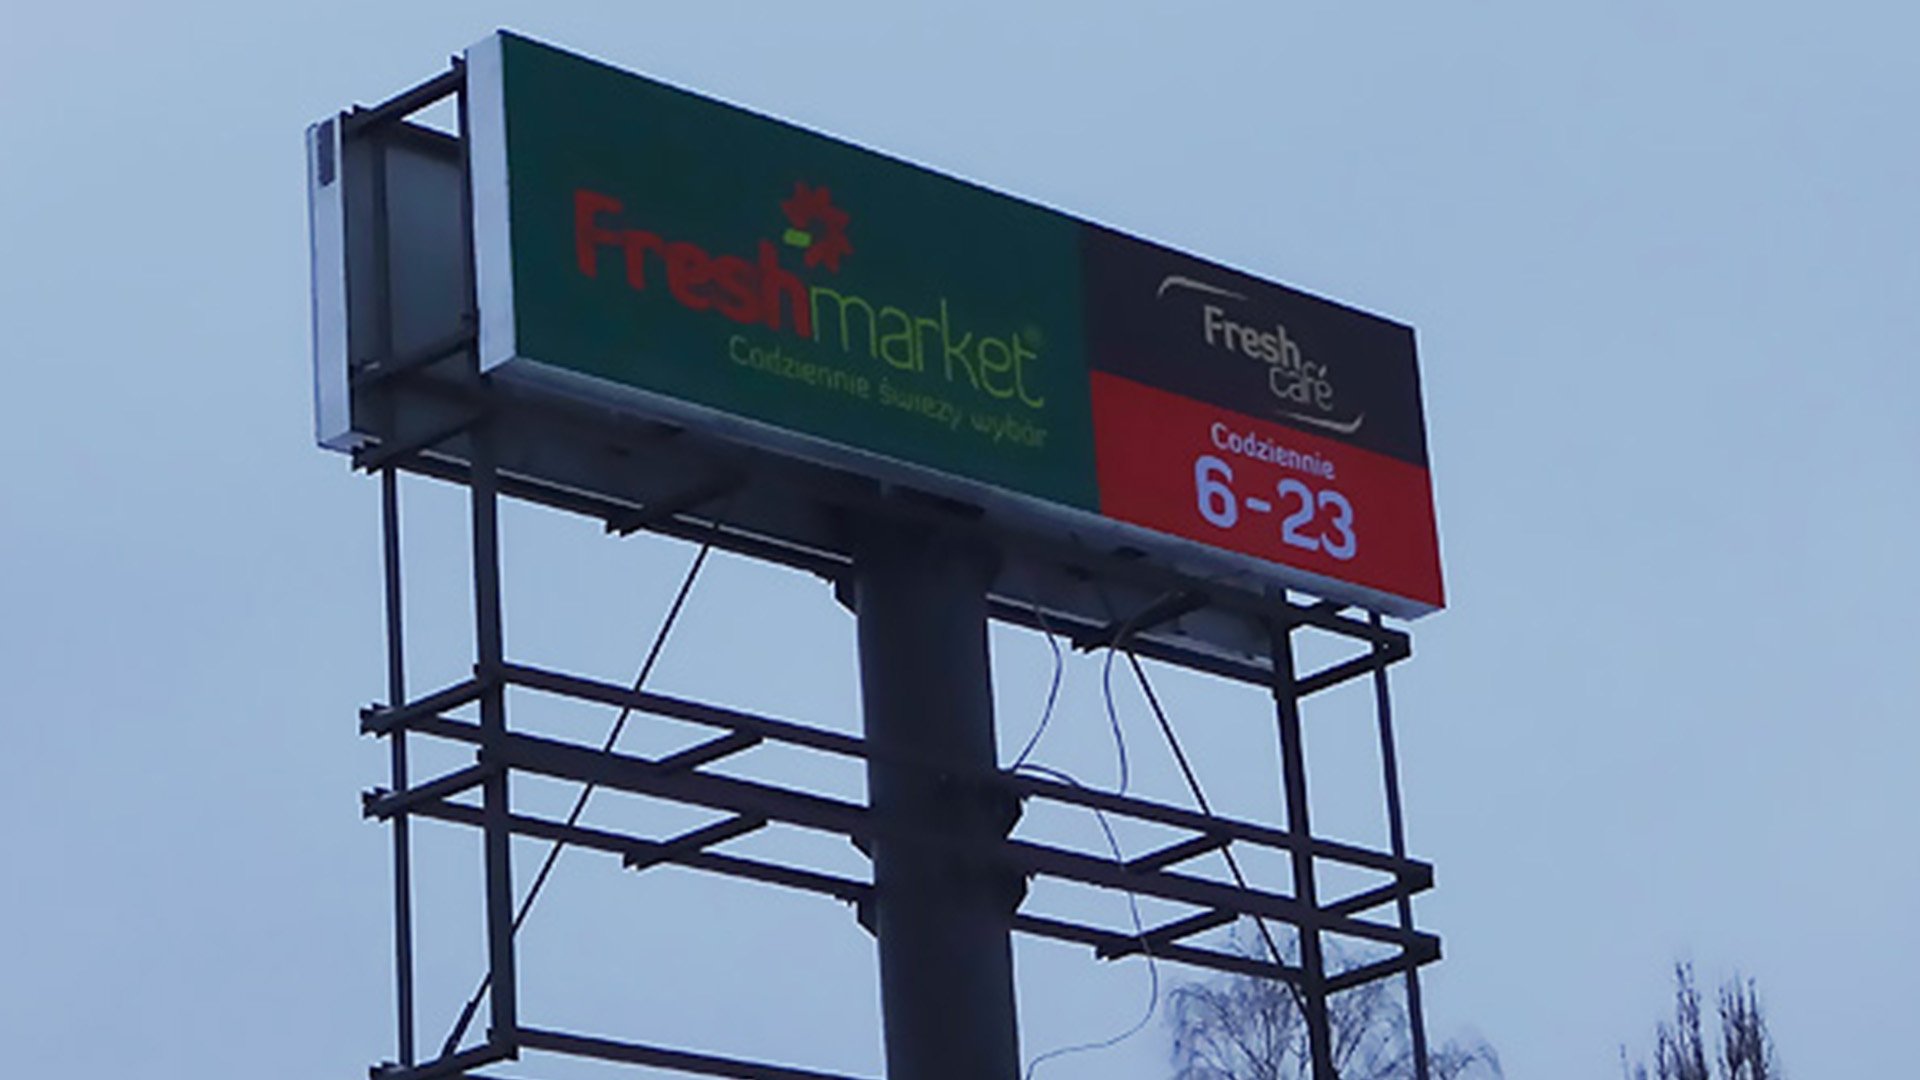 Freshmarket®
Codziennie świeży wybór
Fresh
café
Codziennie
6-23